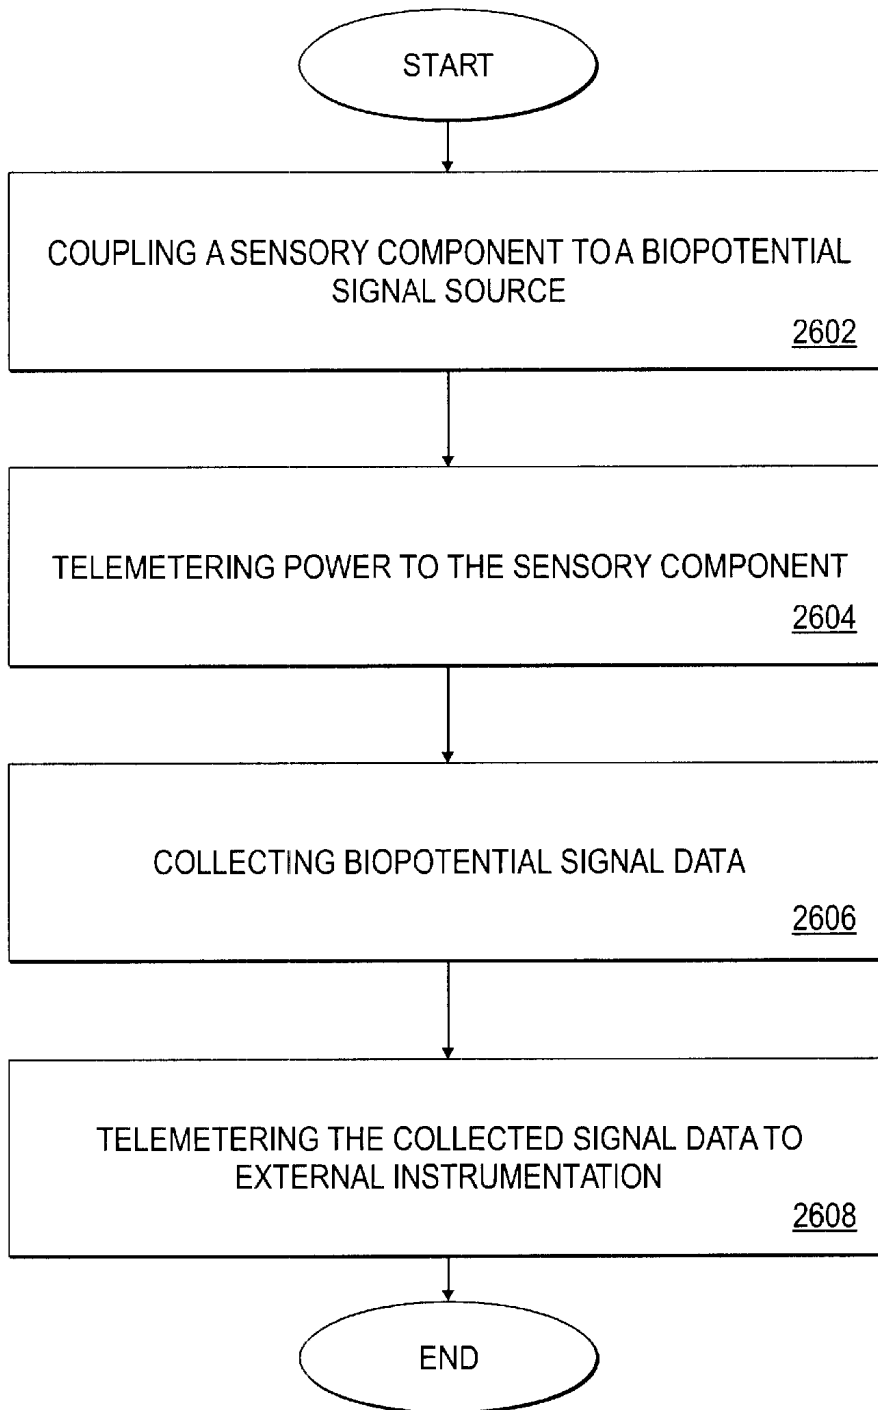 START
COUPLING A SENSORY COMPONENT TO A BIOPOTENTIAL
SIGNAL SOURCE
2602
TELEMETERING POWER TO THE SENSORY COMPONENT
2604
COLLECTING BIOPOTENTIAL SIGNAL DATA
2606
TELEMETERING THE COLLECTED SIGNAL DATA TO
EXTERNAL INSTRUMENTATION
2608
END